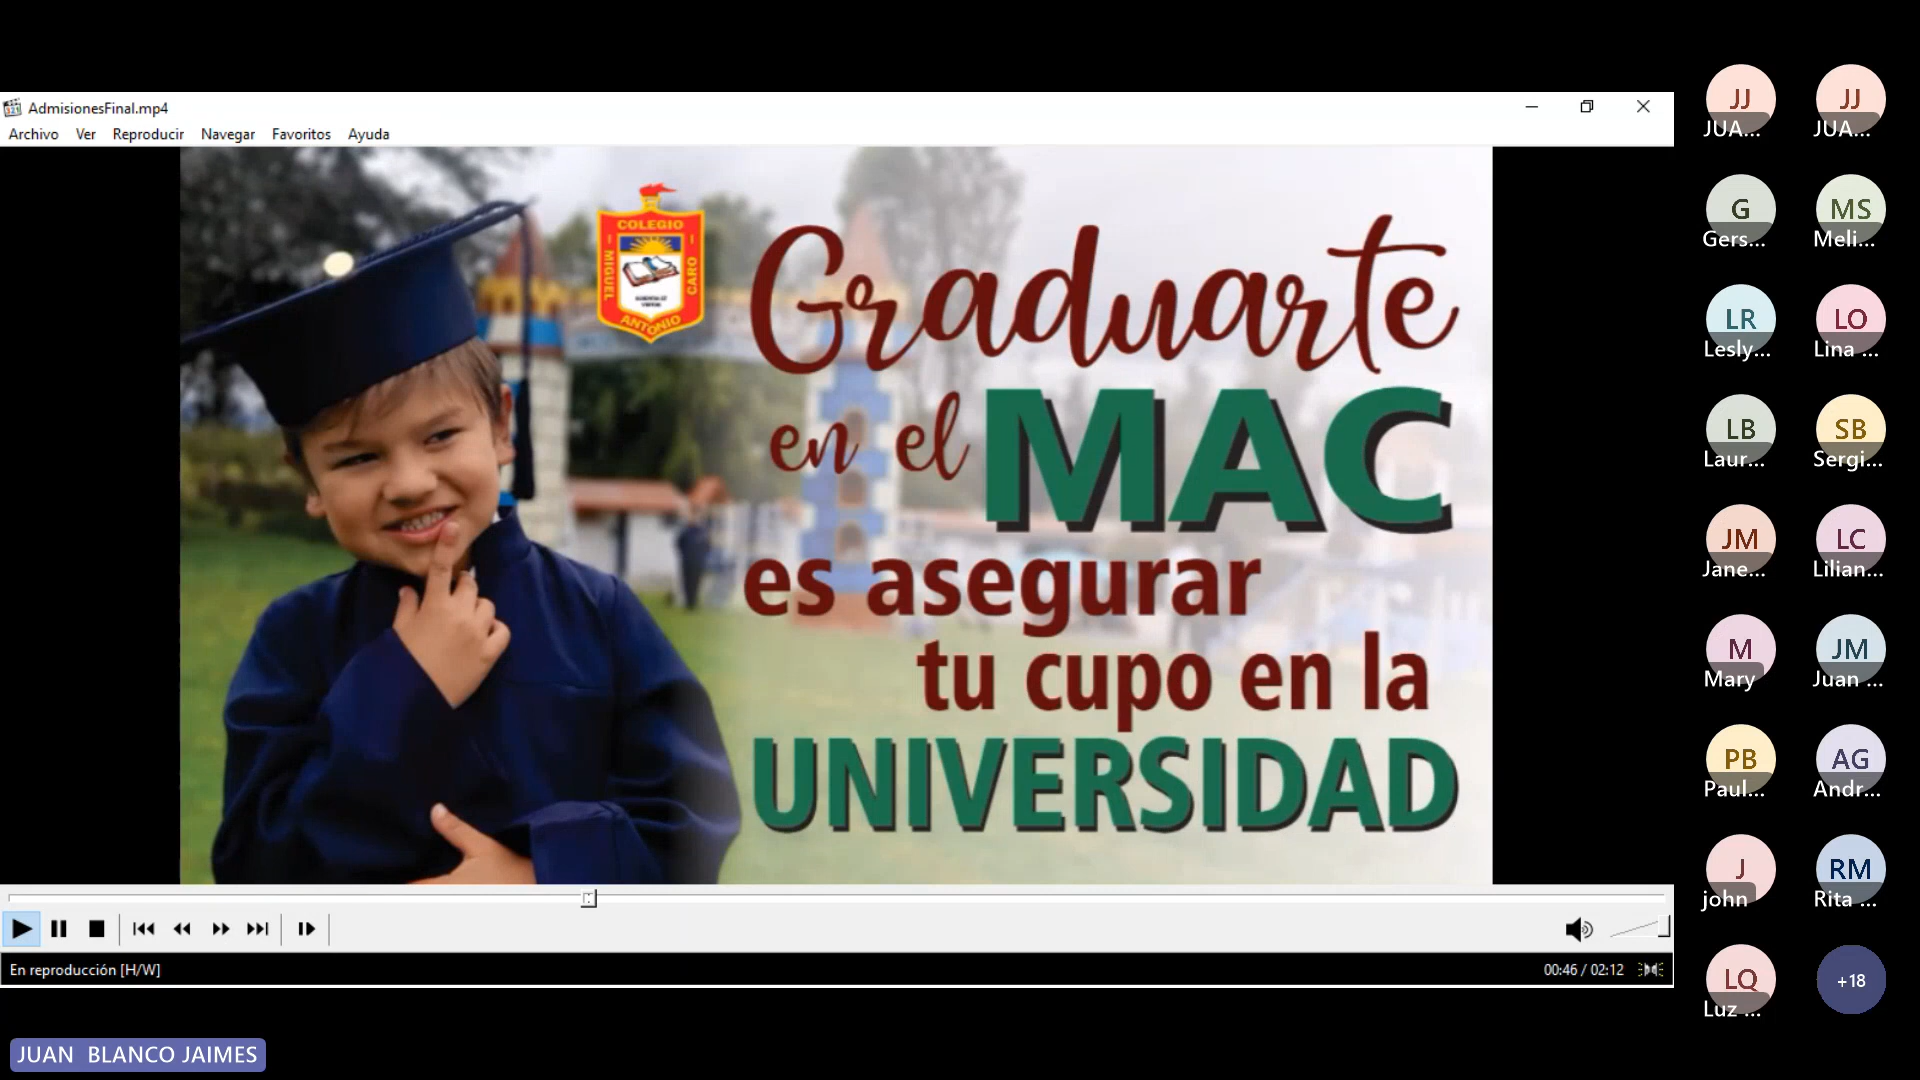 AdmisionesFinal.mp4
Archivo Ver Reproducir Navegar Favoritos Ayuda
COLEGIO
MIGUEL
CARO
ANTONIO
Graduarte
en el MAC
es asegurar
tu cupo en la
UNIVERSIDAD
En reproducción [H/W]
00:46 / 02:12
JUAN BLANCO JAIMES
JJ JJ
JUA... JUA...
G MS
Gers... Meli...
LR LO
Lesly... Lina ...
LB SB
Laur... Sergi...
JM LC
Jane... Lilian...
M JM
Mary Juan ...
PB AG
Paul... Andr...
J RM
john Rita ...
LQ +18
Luz ...